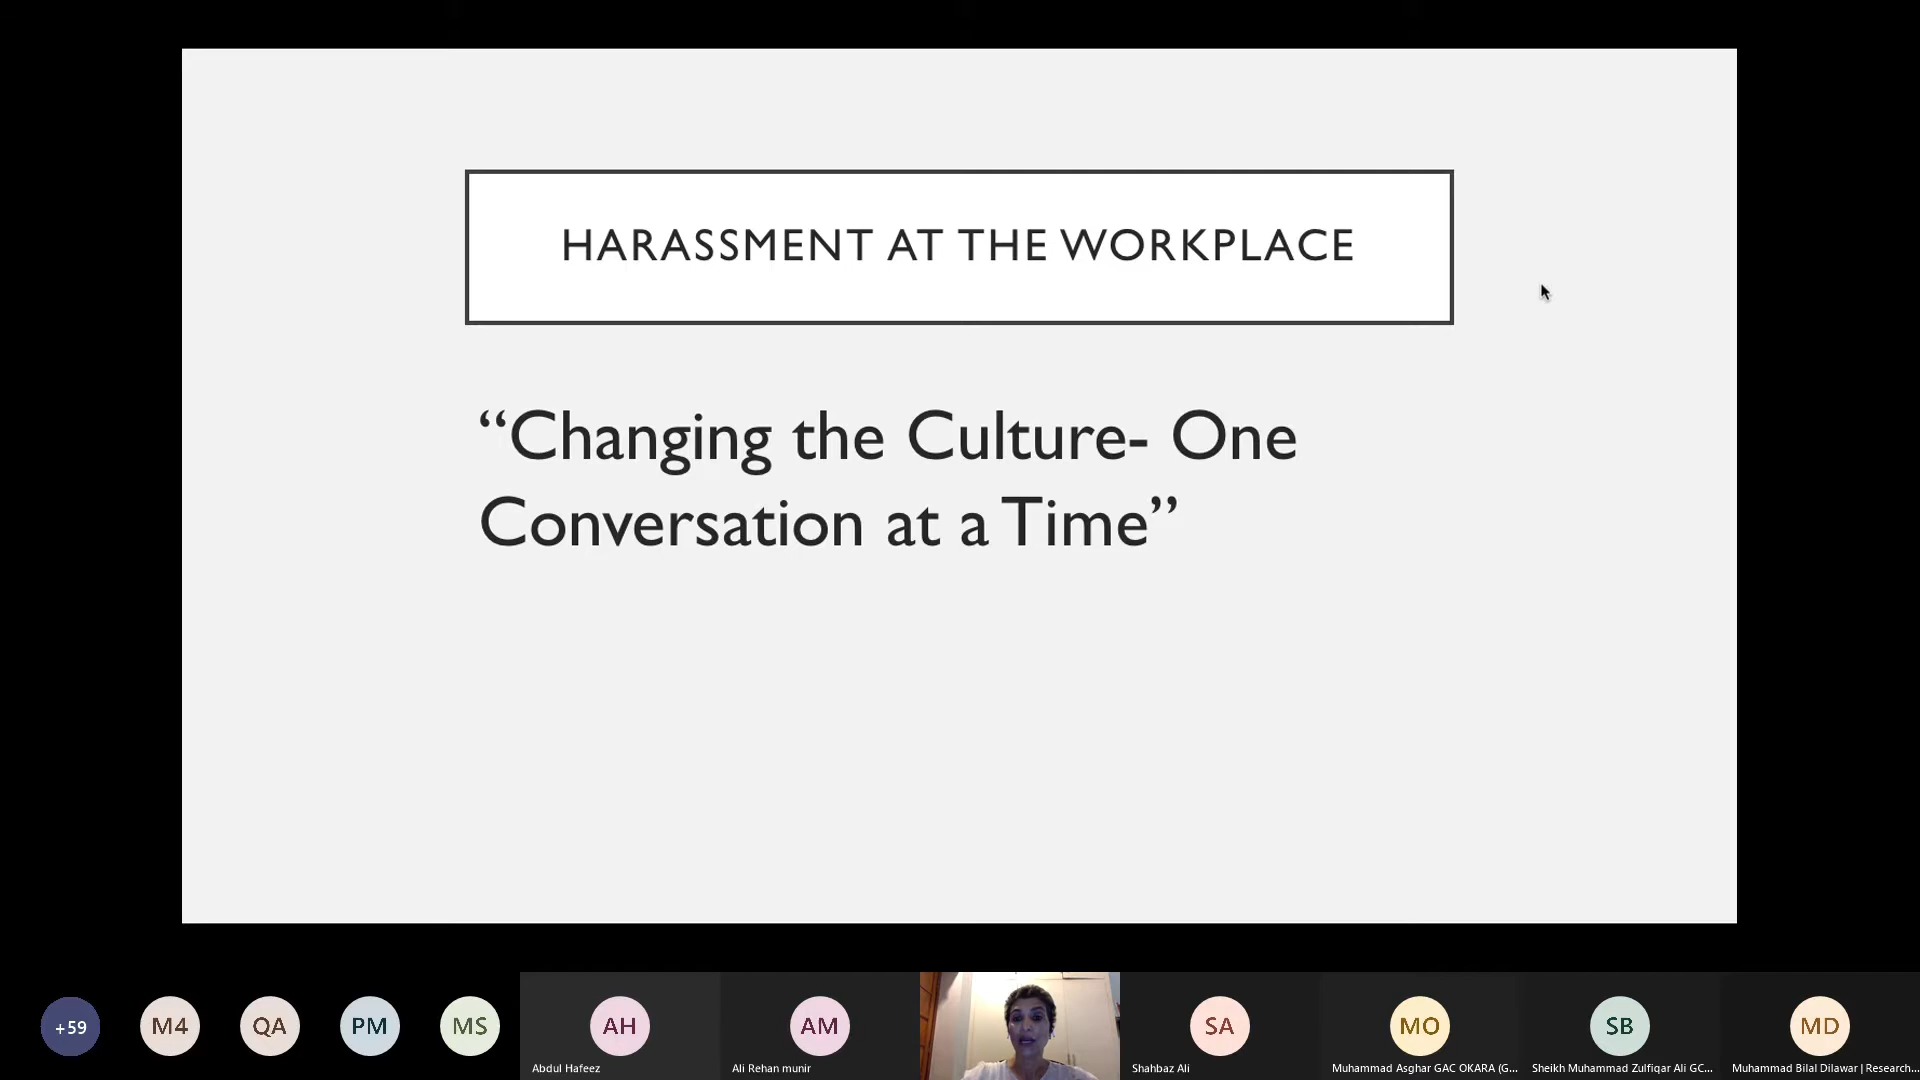 HARASSMENT AT THE WORKPLACE
“Changing the Culture- One
Conversation at a Time”
+59
M4
QA
PM
MS
AH
AM
SA
MO
SB
MD
Abdul Hafeez
Ali Rehan munir
Shahbaz Ali
Muhammad Asghar GAC OKARA (G...
Sheikh Muhammad Zulfiqar Ali GC...
Muhammad Bilal Dilawar | Research...